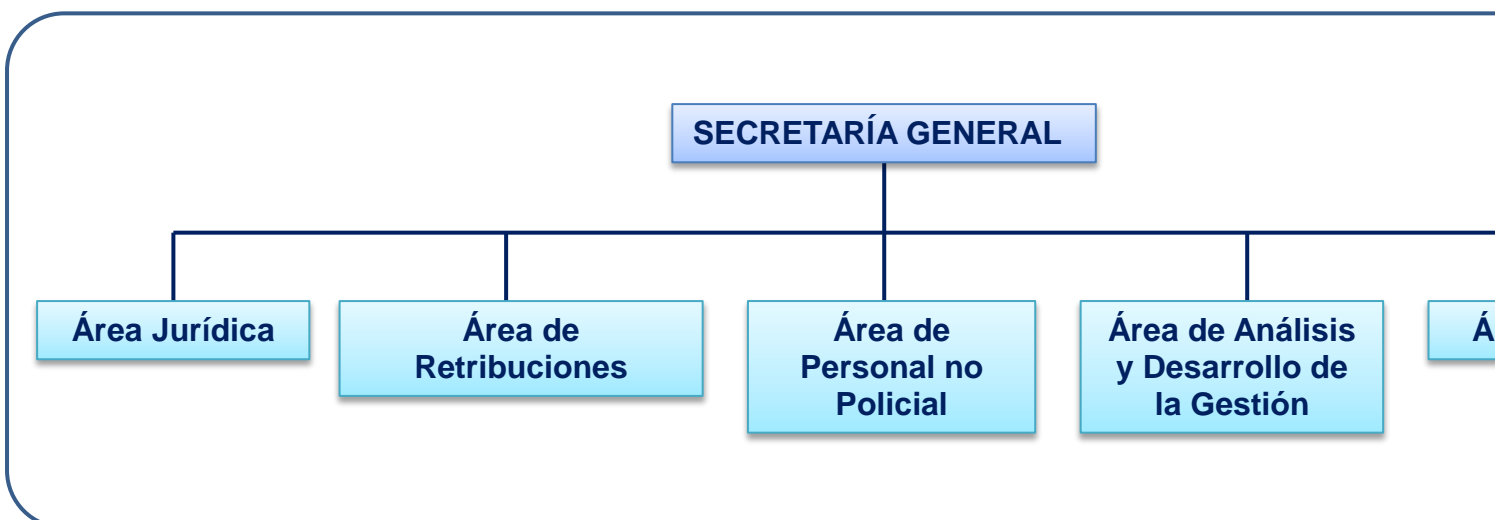 SECRETARÍA GENERAL
Área Jurídica
Área de
Retribuciones
Área de
Personal no
Policial
Área de Análisis
y Desarrollo de
la Gestión